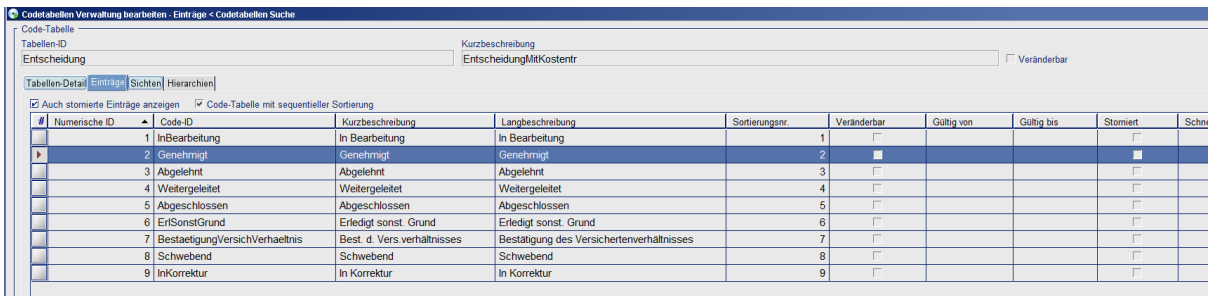 Codetabellen Verwaltung bearbeiten - Einträge < Codetabellen Suche
Code-Tabelle
Tabellen-ID Kurzbeschreibung
Entscheidung EntscheidungMitKostentr Veränderbar
Tabellen-Detail Einträge Sichten Hierarchien
Auch stornierte Einträge anzeigen Code-Tabelle mit sequentieller Sortierung
# Numerische ID Code-ID Kurzbeschreibung Langbeschreibung Sortierungsnr. Veränderbar Gültig von Gültig bis Storniert Schne
1 InBearbeitung In Bearbeitung In Bearbeitung 1
2 Genehmigt Genehmigt Genehmigt 2
3 Abgelehnt Abgelehnt Abgelehnt 3
4 Weitergeleitet Weitergeleitet Weitergeleitet 4
5 Abgeschlossen Abgeschlossen Abgeschlossen 5
6 ErlSonstGrund Erledigt sonst. Grund Erledigt sonst. Grund 6
7 BestaetigungVersichVerhaeltnis Best. d. Vers.verhältnisses Bestätigung des Versichertenverhältnisses 7
8 Schwebend Schwebend Schwebend 8
9 InKorrektur In Korrektur In Korrektur 9